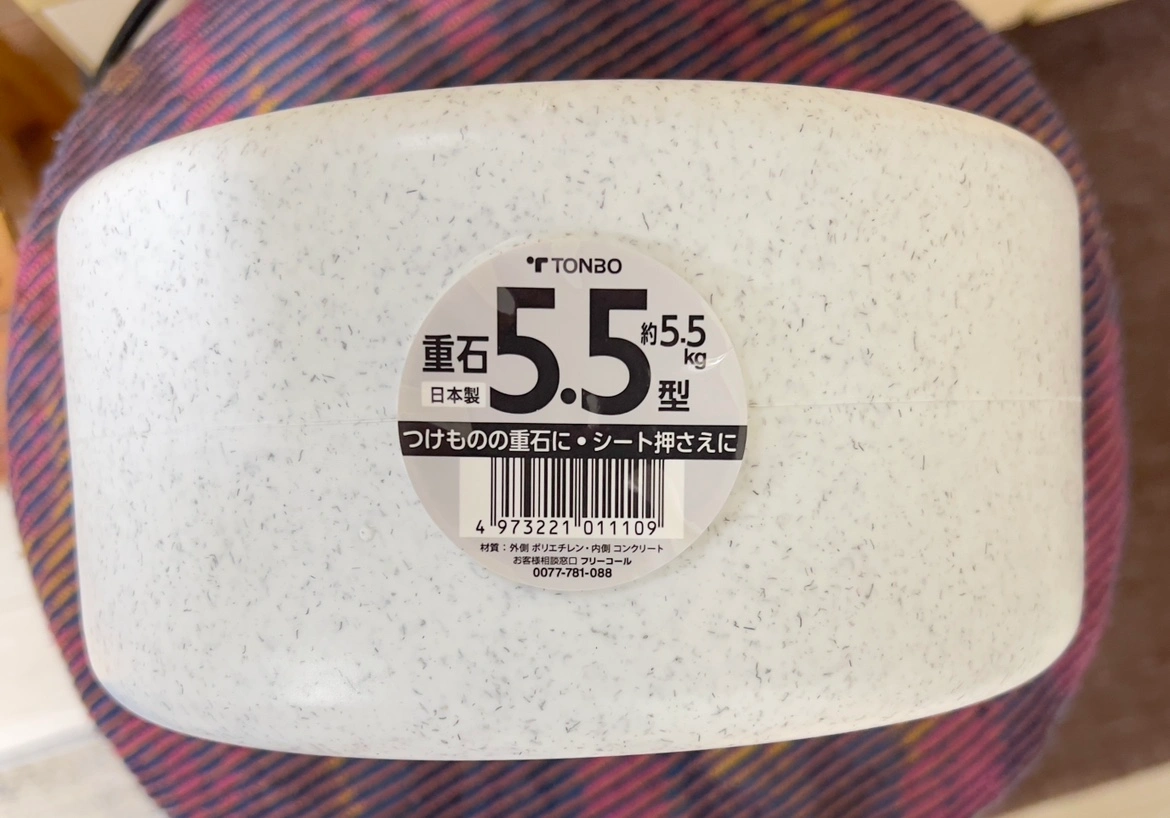 TONBO
重石 5.5型 約5.5kg
日本製
つけものの重石に・シート押さえに
4 973221 011109
材質：外側 ポリエチレン・内側 コンクリート
お客様相談窓口 フリーコール
0077-781-088